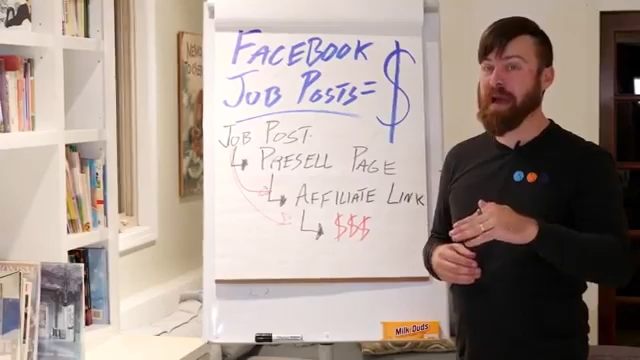 FACEBOOK
JOB POSTS = $
JOB POST.
PRESELL PAGE
AFFILIATE LINK
$$$
Milk-Duds